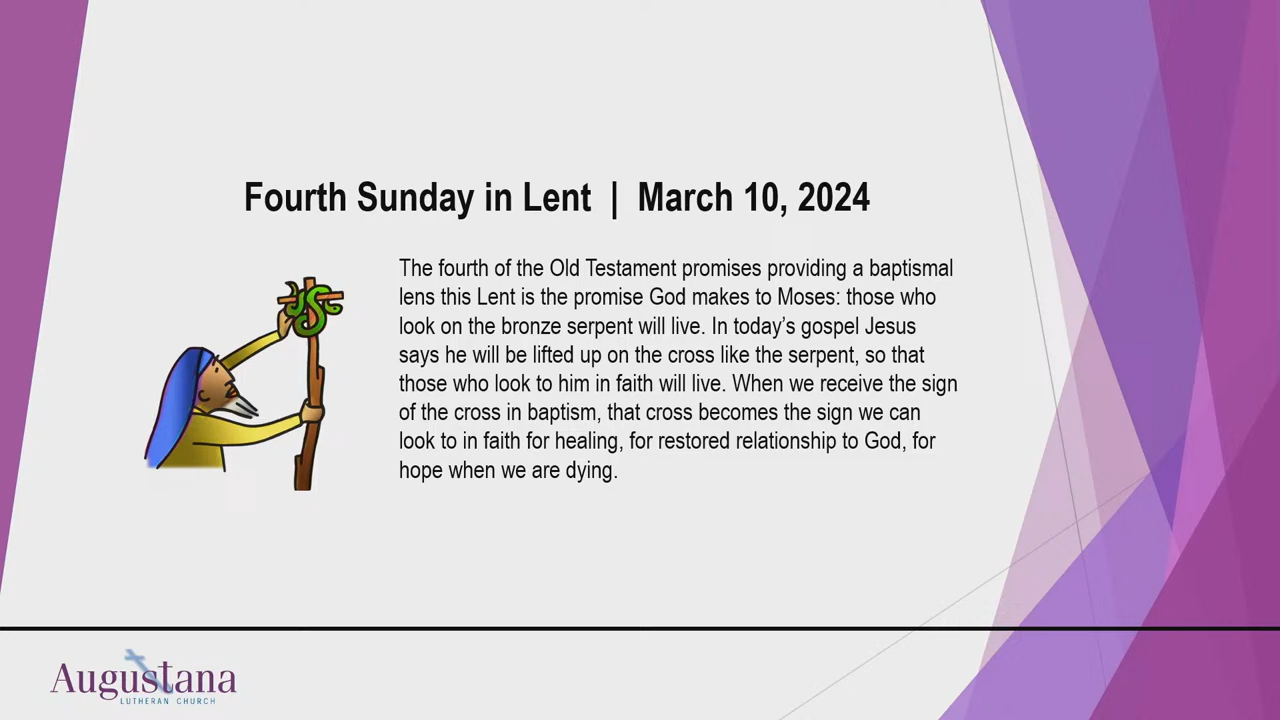 Fourth Sunday in Lent | March 10, 2024
The fourth of the Old Testament promises providing a baptismal
lens this Lent is the promise God makes to Moses: those who
look on the bronze serpent will live. In today’s gospel Jesus
says he will be lifted up on the cross like the serpent, so that
those who look to him in faith will live. When we receive the sign
of the cross in baptism, that cross becomes the sign we can
look to in faith for healing, for restored relationship to God, for
hope when we are dying.
Augustana
LUTHERAN CHURCH